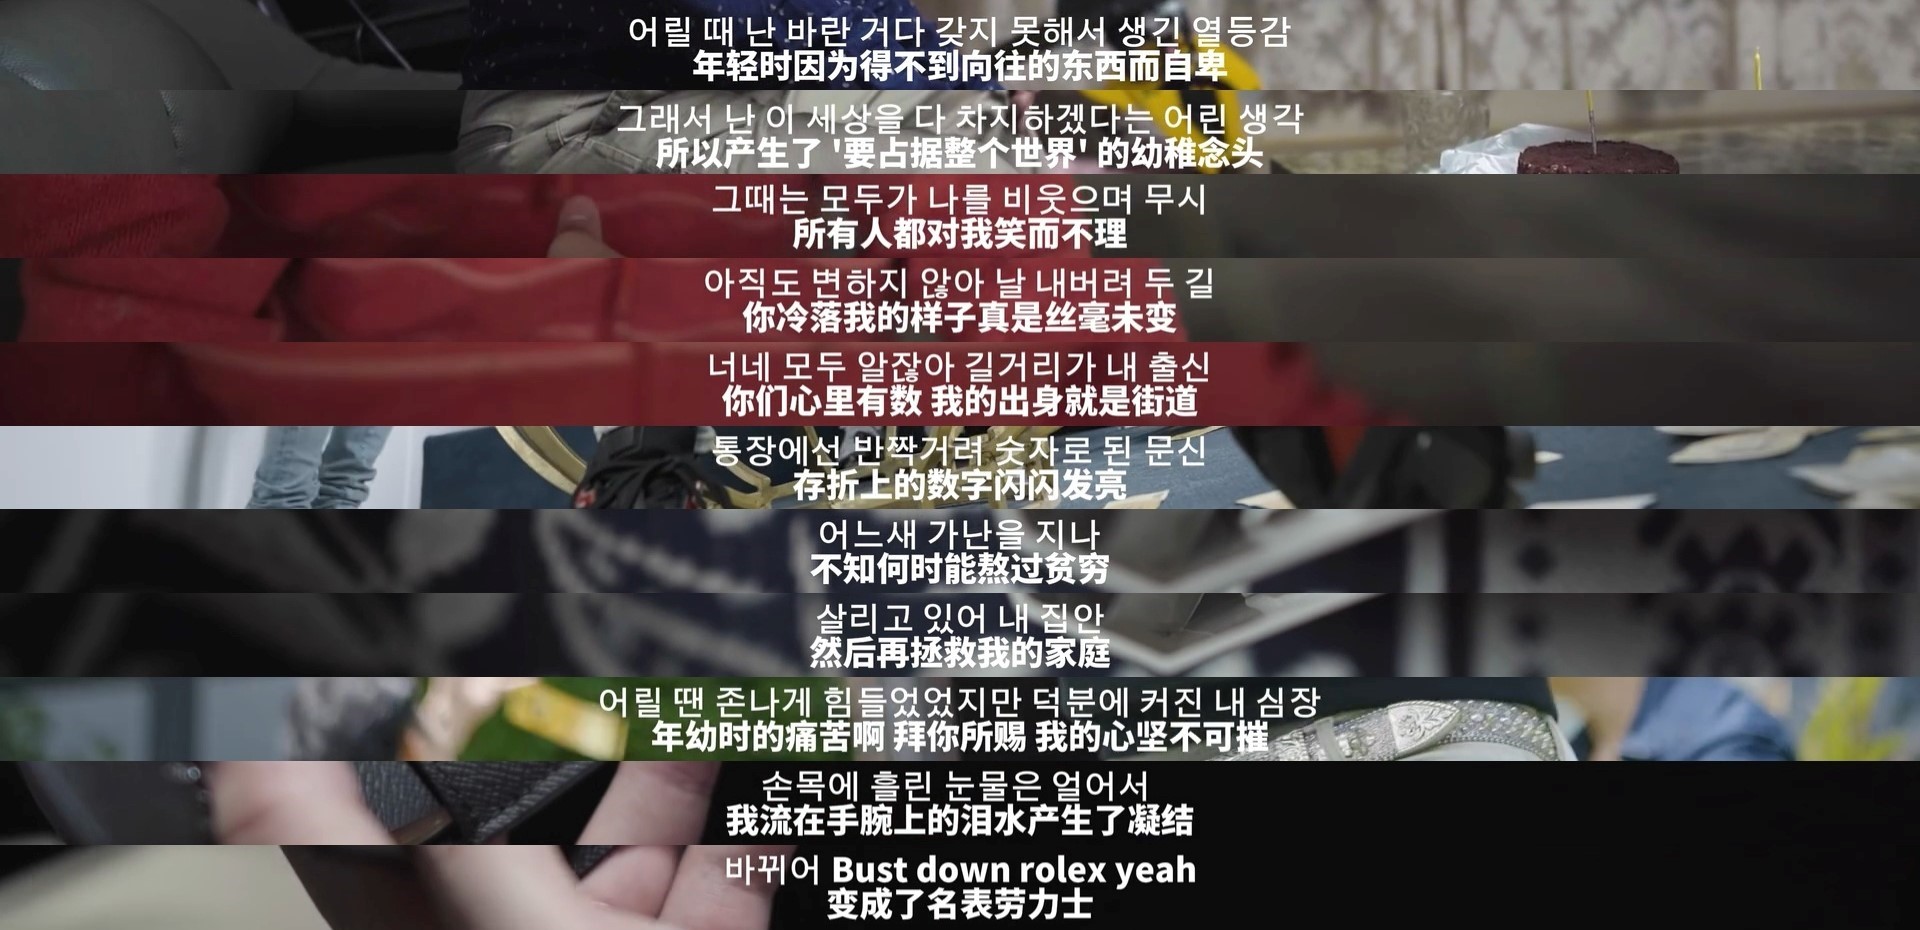 어릴 때 난 바란 거다 갖지 못해서 생긴 열등감
年轻时因为得不到向往的东西而自卑
그래서 난 이 세상을 다 차지하겠다는 어린 생각
所以产生了 '要占据整个世界' 的幼稚念头
그때는 모두가 나를 비웃으며 무시
所有人都对我笑而不理
아직도 변하지 않아 날 내버려 두 길
你冷落我的样子真是丝毫未变
너네 모두 알잖아 길거리가 내 출신
你们心里有数 我的出身就是街道
통장에선 반짝거려 숫자로 된 문신
存折上的数字闪闪发亮
어느새 가난을 지나
不知何时能熬过贫穷
살리고 있어 내 집안
然后再拯救我的家庭
어릴 땐 존나게 힘들었었지만 덕분에 커진 내 심장
年幼时的痛苦啊 拜你所赐 我的心坚不可摧
손목에 흘린 눈물은 얼어서
我流在手腕上的泪水产生了凝结
바뀌어 Bust down rolex yeah
变成了名表劳力士